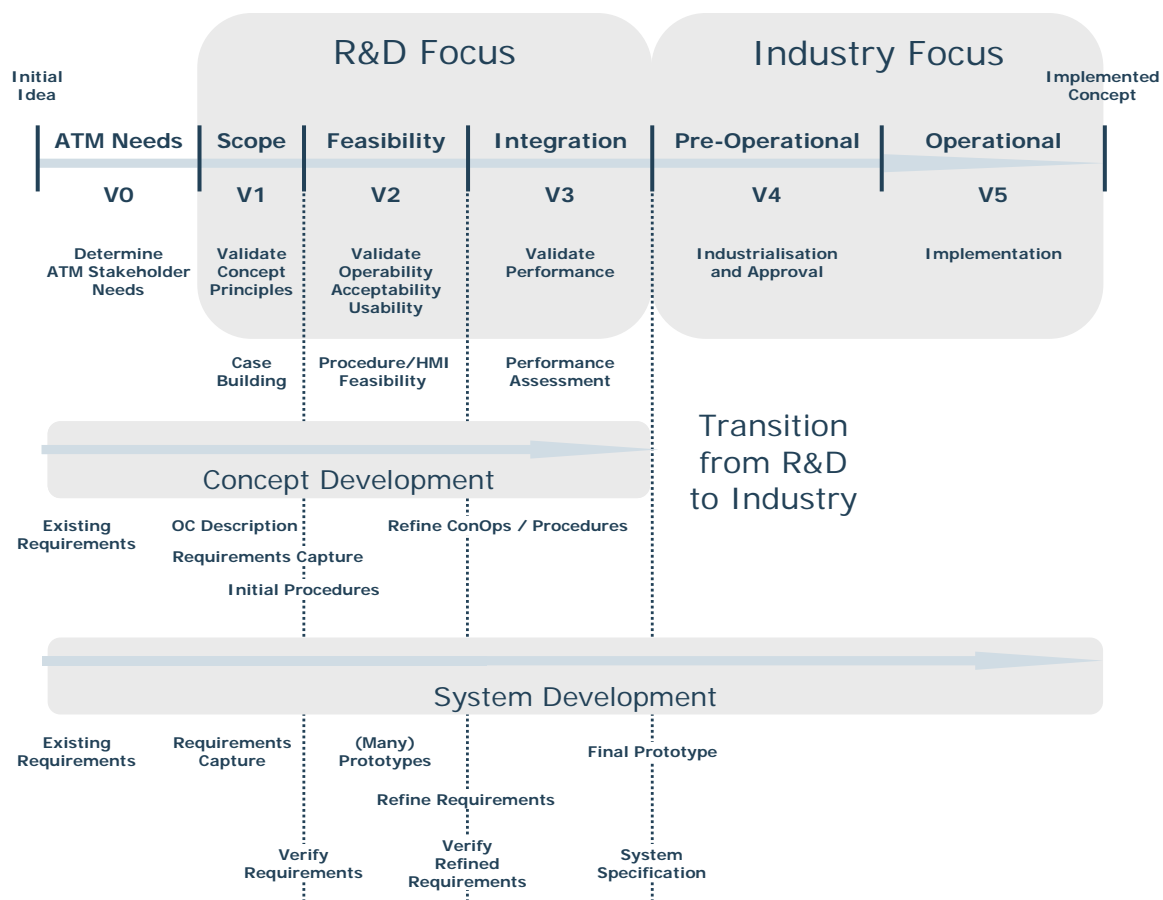 R&D Focus
Industry Focus
Initial
Idea
Implemented
Concept
ATM Needs
Scope
Feasibility
Integration
Pre-Operational
Operational
V0
V1
V2
V3
V4
V5
Determine
ATM Stakeholder
Needs
Validate
Concept
Principles
Validate
Operability
Acceptability
Usability
Validate
Performance
Industrialisation
and Approval
Implementation
Case
Building
Procedure/HMI
Feasibility
Performance
Assessment
Transition
from R&D
to Industry
Concept Development
Existing
Requirements
OC Description
Requirements Capture
Initial Procedures
Refine ConOps / Procedures
System Development
Existing
Requirements
Requirements
Capture
(Many)
Prototypes
Final Prototype
Refine Requirements
Verify
Requirements
Verify
Refined
Requirements
System
Specification